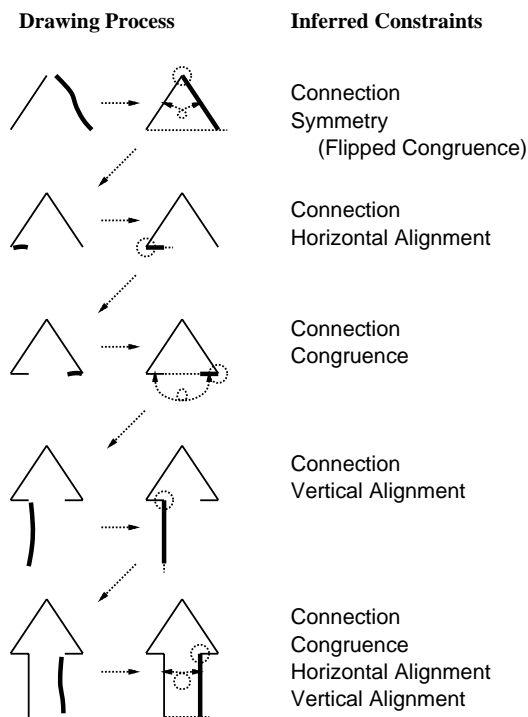 Drawing Process Inferred Constraints
Connection
Symmetry
(Flipped Congruence)
Connection
Horizontal Alignment
Connection
Congruence
Connection
Vertical Alignment
Connection
Congruence
Horizontal Alignment
Vertical Alignment